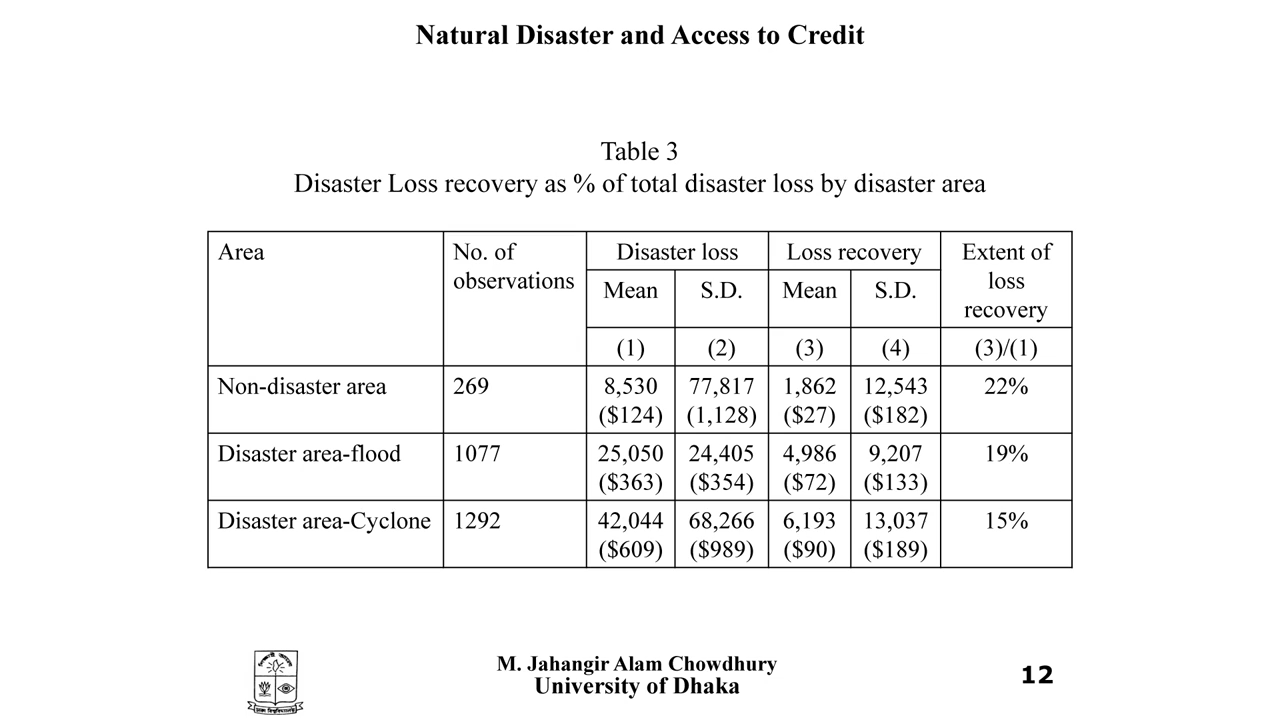 Natural Disaster and Access to Credit
Table 3
Disaster Loss recovery as % of total disaster loss by disaster area
Area
No. of
observations
Disaster loss
Loss recovery
Extent of
loss
recovery
Mean
S.D.
Mean
S.D.
(1)
(2)
(3)
(4)
(3)/(1)
Non-disaster area
269
8,530
($124)
77,817
(1,128)
1,862
($27)
12,543
($182)
22%
Disaster area-flood
1077
25,050
($363)
24,405
($354)
4,986
($72)
9,207
($133)
19%
Disaster area-Cyclone
1292
42,044
($609)
68,266
($989)
6,193
($90)
13,037
($189)
15%
M. Jahangir Alam Chowdhury
University of Dhaka
12